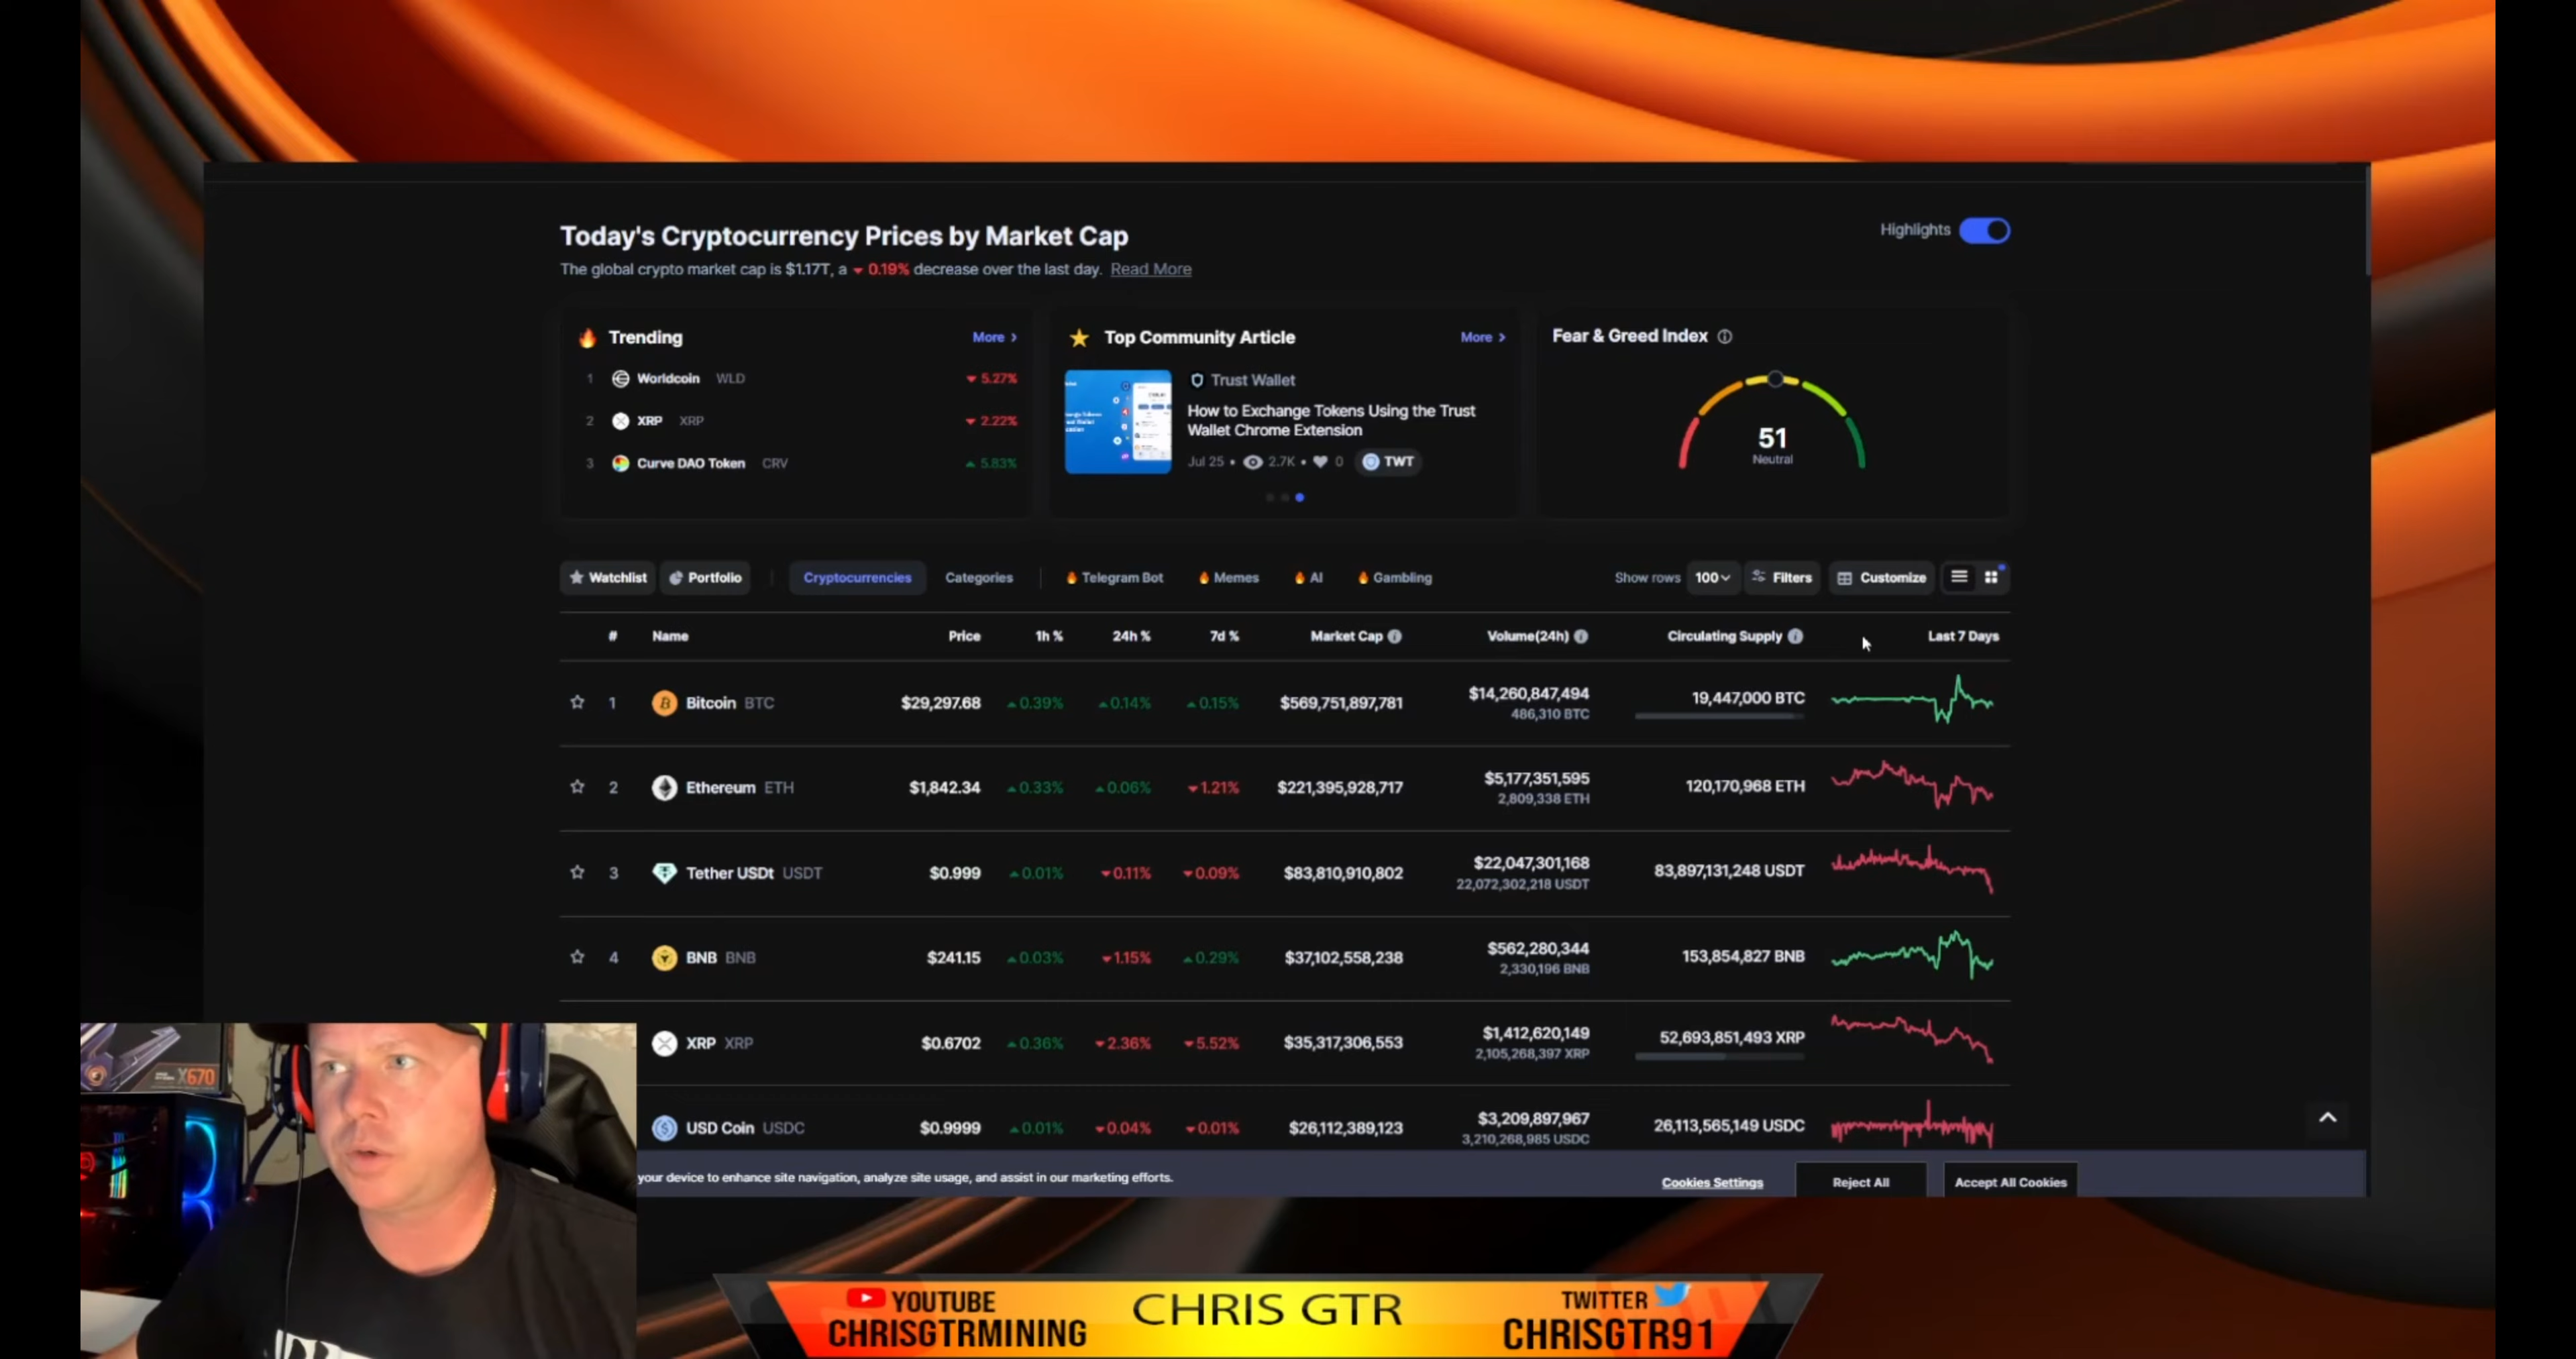 Today's Cryptocurrency Prices by Market Cap
Highlights
The global crypto market cap is $1.17T, a 0.19% decrease over the last day. Read More
Trending More
1 Worldcoin WLD 5.27%
2 XRP XRP 2.22%
3 Curve DAO Token CRV 5.83%
Top Community Article More
Trust Wallet
How to Exchange Tokens Using the Trust
Wallet Chrome Extension
Jul 25 • 2.7K • 0 TWT
Fear & Greed Index
51
Neutral
Watchlist Portfolio Cryptocurrencies Categories Telegram Bot Memes AI Gambling Show rows 100 Filters Customize
# Name Price 1h % 24h % 7d % Market Cap Volume(24h) Circulating Supply Last 7 Days
1 Bitcoin BTC $29,297.68 0.39% 0.14% 0.15% $569,751,897,781 $14,260,847,494 19,447,000 BTC
486,310 BTC
2 Ethereum ETH $1,842.34 0.33% 0.06% 1.21% $221,395,928,717 $5,177,351,595 120,170,968 ETH
2,809,338 ETH
3 Tether USDt USDT $0.999 0.01% 0.11% 0.09% $83,810,910,802 $22,047,301,168 83,897,131,248 USDT
22,072,302,218 USDT
4 BNB BNB $241.15 0.03% 1.15% 0.29% $37,102,558,238 $562,280,344 153,854,827 BNB
2,330,196 BNB
XRP XRP $0.6702 0.36% 2.36% 5.52% $35,317,306,553 $1,412,620,149 52,693,851,493 XRP
2,105,268,397 XRP
USD Coin USDC $0.9999 0.01% 0.04% 0.01% $26,112,389,123 $3,209,897,967 26,113,565,149 USDC
3,210,268,985 USDC
your device to enhance site navigation, analyze site usage, and assist in our marketing efforts.
Cookies Settings Reject All Accept All Cookies
X670
YOUTUBE
CHRISGTRMINING
CHRIS GTR
TWITTER
CHRISGTR91